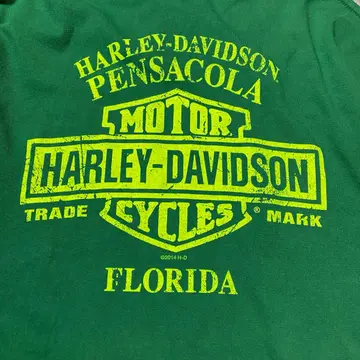 HARLEY-DAVIDSON
PENSACOLA
MOTOR
HARLEY-DAVIDSON
TRADE CYCLES ® MARK
©2014 H-D
FLORIDA